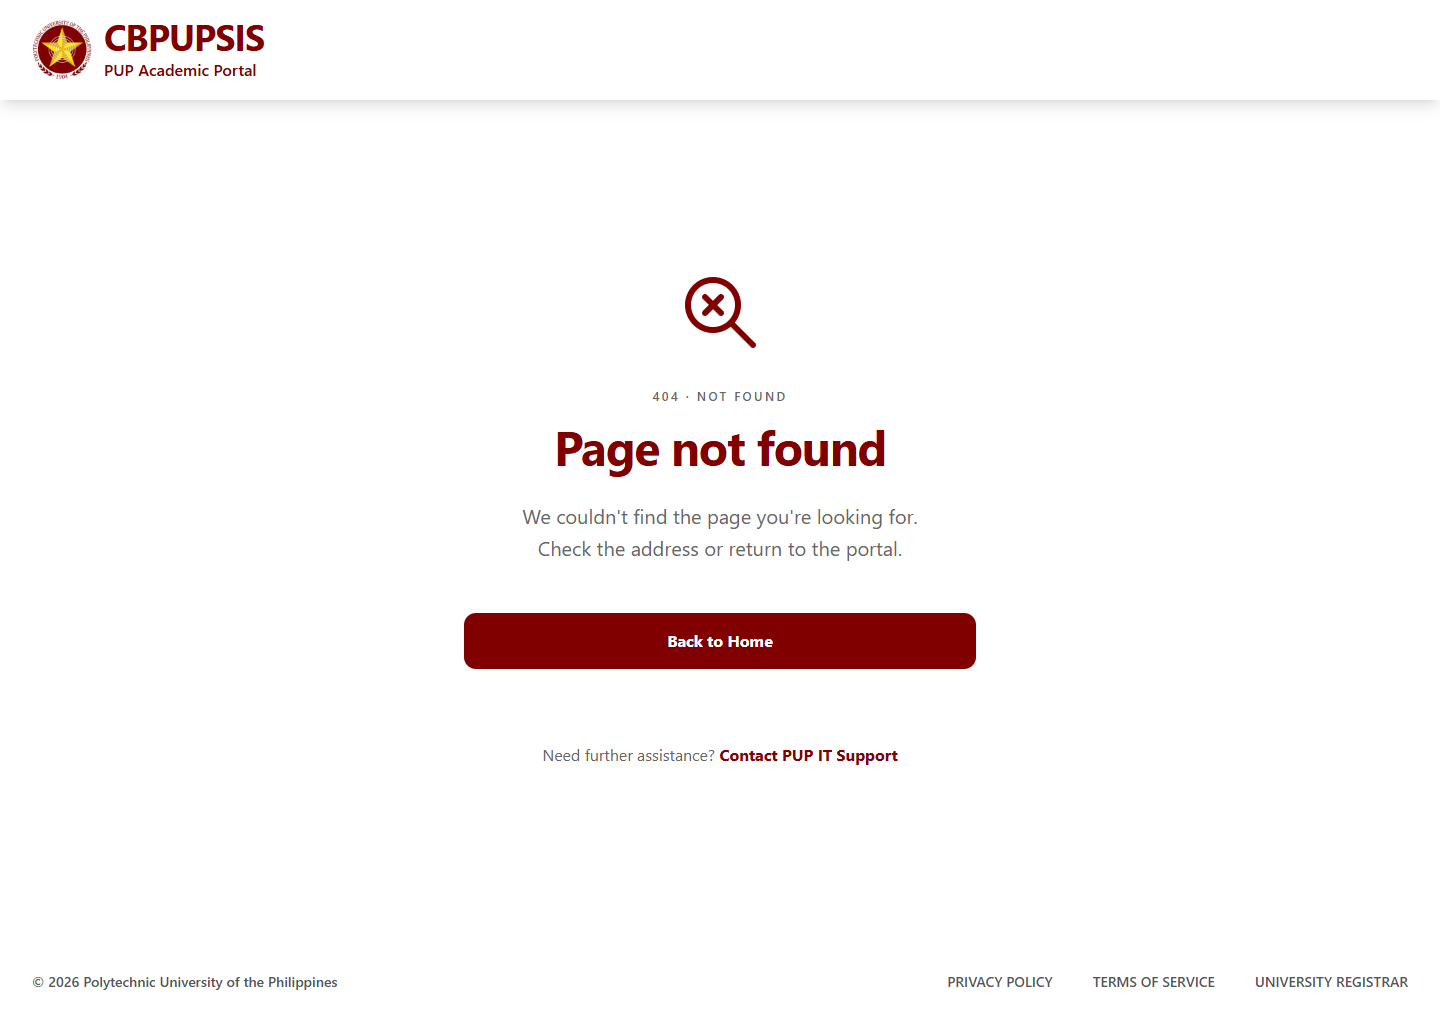 CBPUPSIS
PUP Academic Portal
404 · NOT FOUND
Page not found
We couldn't find the page you're looking for.
Check the address or return to the portal.
Back to Home
Need further assistance? Contact PUP IT Support
© 2026 Polytechnic University of the Philippines
PRIVACY POLICY
TERMS OF SERVICE
UNIVERSITY REGISTRAR